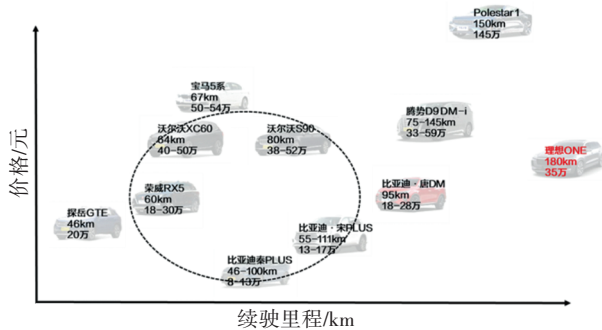 Polestar1
150km
145万
宝马5系
67km
50-54万
沃尔沃XC60
84km
40-50万
沃尔沃S90
80km
38-52万
腾势D9 DM-i
75-145km
33-59万
理想ONE
180km
35万
荣威RX5
60km
18-30万
比亚迪·唐DM
95km
18-28万
探岳GTE
46km
20万
比亚迪·宋PLUS
55-111km
13-17万
比亚迪秦PLUS
46-100km
8-13万
价格/元
续驶里程/km